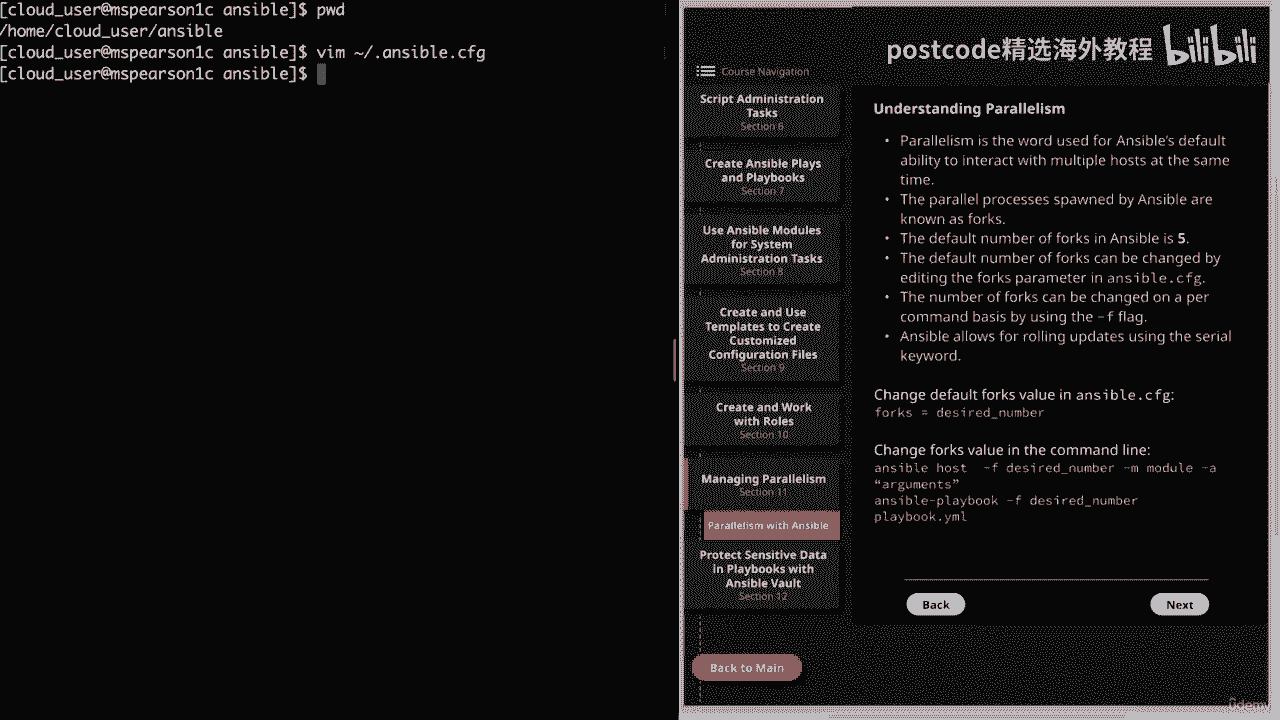 [cloud_user@mspearson1c ansible]$ pwd
/home/cloud_user/ansible
[cloud_user@mspearson1c ansible]$ vim ~/.ansible.cfg
[cloud_user@mspearson1c ansible]$
postcode精选海外教程 bilibili
Course Navigation
Script Administration
Tasks
Section 6
Create Ansible Plays
and Playbooks
Section 7
Use Ansible Modules
for System
Administration Tasks
Section 8
Create and Use
Templates to Create
Customized
Configuration Files
Section 9
Create and Work
with Roles
Section 10
Managing Parallelism
Section 11
Parallelism with Ansible
Protect Sensitive Data
in Playbooks with
Ansible Vault
Section 12
Back to Main
Understanding Parallelism
• Parallelism is the word used for Ansible's default
ability to interact with multiple hosts at the same
time.
• The parallel processes spawned by Ansible are
known as forks.
• The default number of forks in Ansible is 5.
• The default number of forks can be changed by
editing the forks parameter in ansible.cfg.
• The number of forks can be changed on a per
command basis by using the -f flag.
• Ansible allows for rolling updates using the serial
keyword.
Change default forks value in ansible.cfg:
forks = desired_number
Change forks value in the command line:
ansible host -f desired_number -m module -a
“arguments”
ansible-playbook -f desired_number
playbook.yml
Back
Next
ûdemy